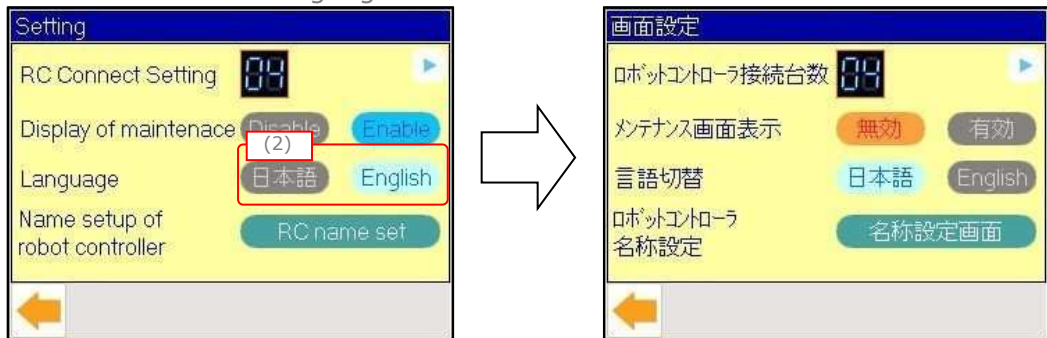 Setting
RC Connect Setting 04
Display of maintenace Disable Enable
(2)
Language 日本語 English
Name setup of
robot controller
RC name set
画面設定
ロボットコントローラ接続台数 04
メンテナンス画面表示 無効 有効
言語切替 日本語 English
ロボットコントローラ
名称設定
名称設定画面